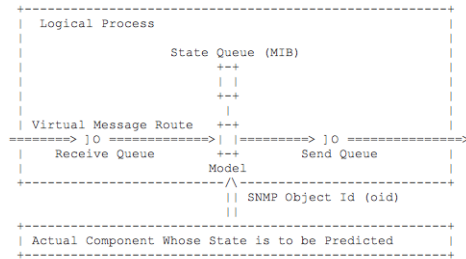 Logical Process
State Queue (MIB)
Virtual Message Route
Receive Queue
Send Queue
Model
SNMP Object Id (oid)
Actual Component Whose State is to be Predicted